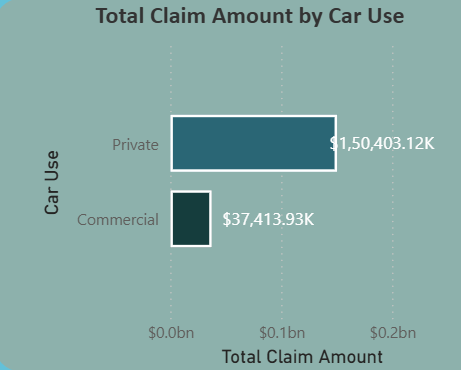 Total Claim Amount by Car Use
Car Use
Private
$1,50,403.12K
Commercial
$37,413.93K
$0.0bn
$0.1bn
$0.2bn
Total Claim Amount